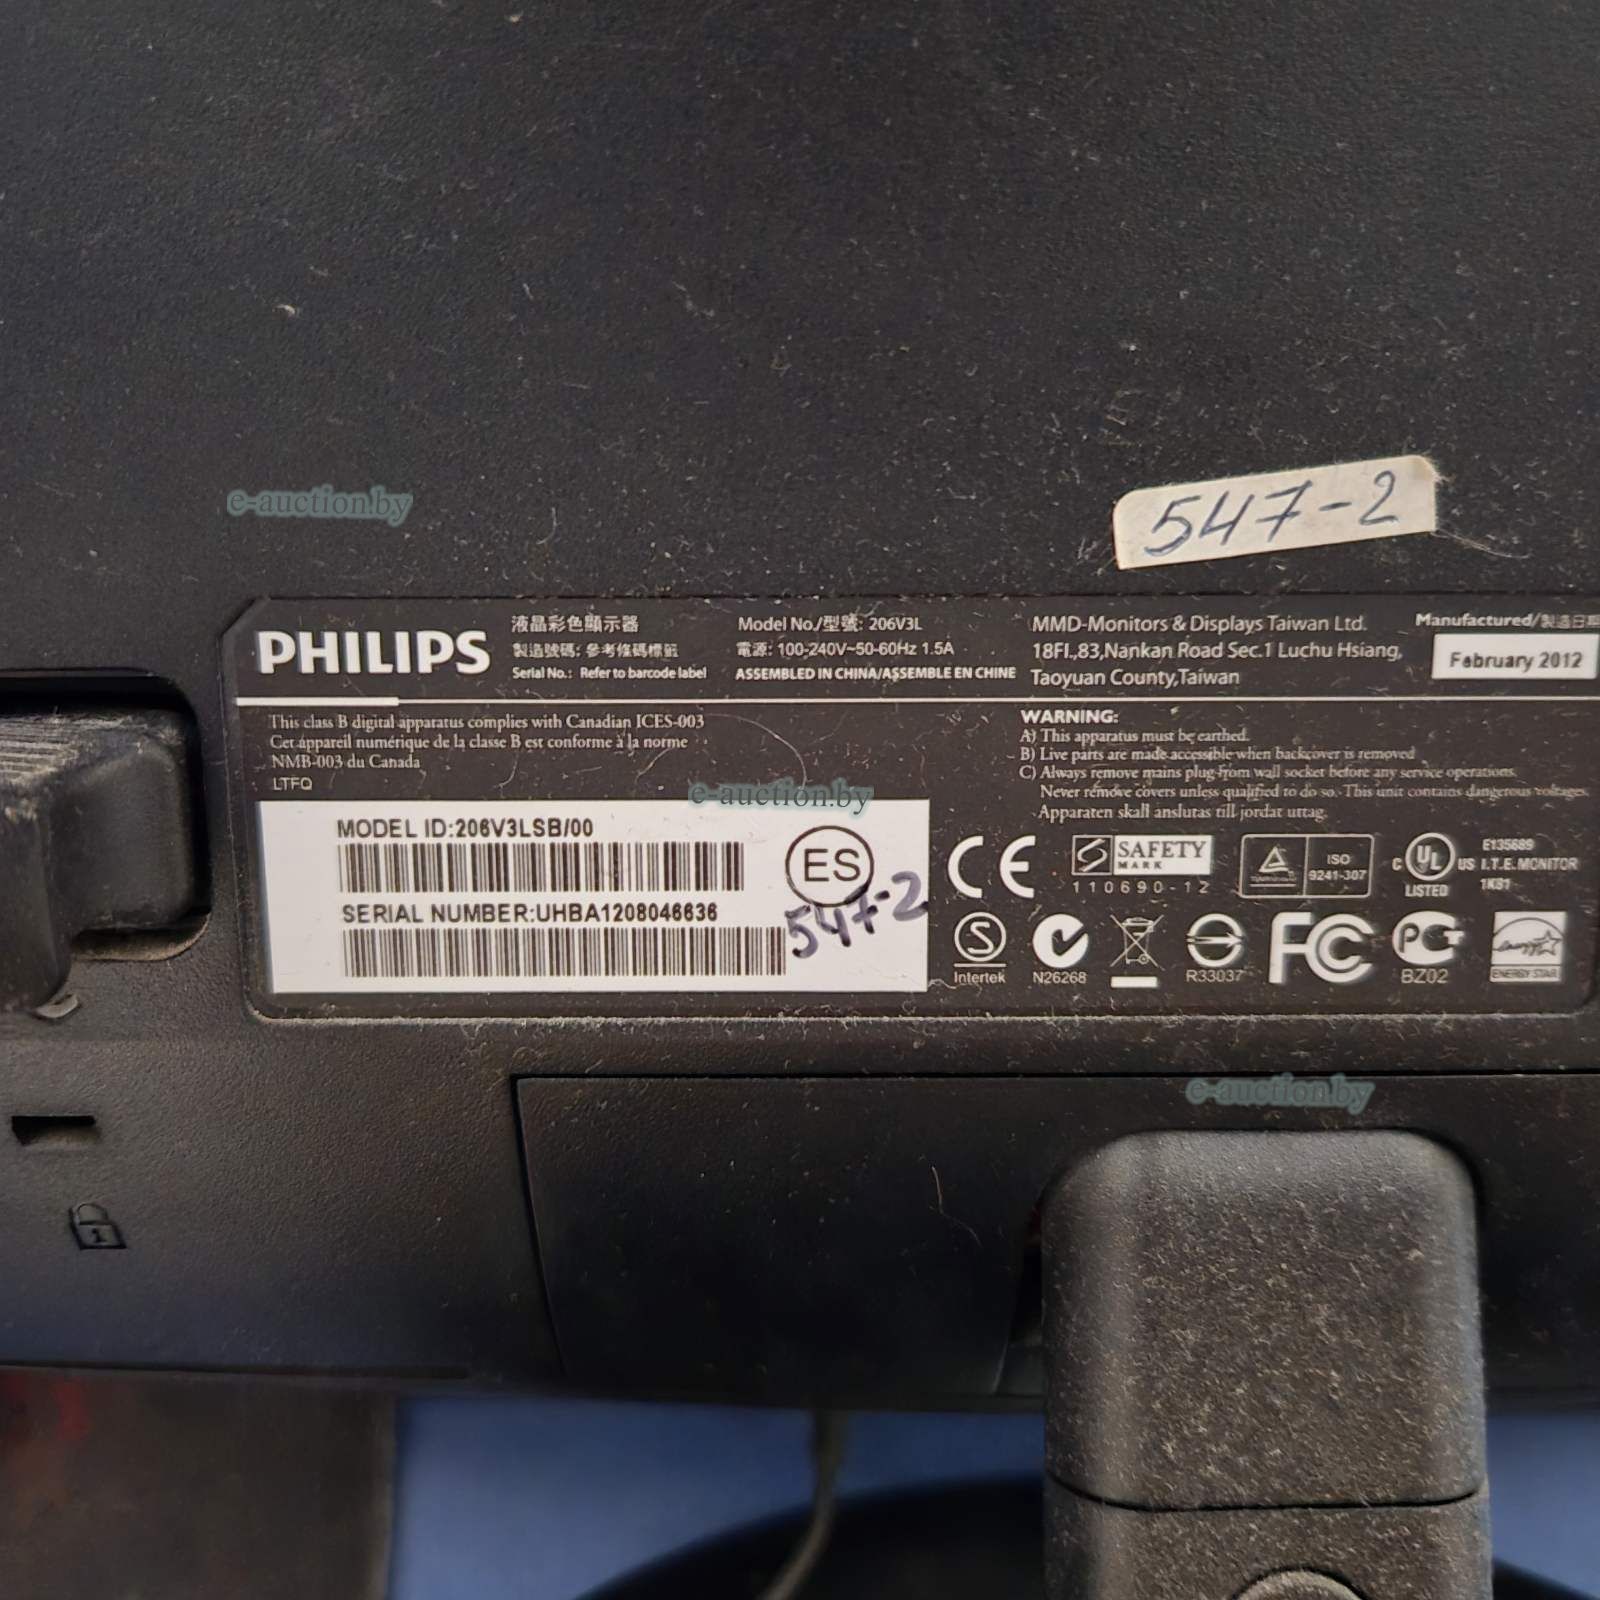 e-auction.by
547-2
PHILIPS
液晶彩色顯示器
製造號碼: 參考條碼標籤
Serial No.: Refer to barcode label
Model No./型號: 206V3L
電源: 100-240V~50-60Hz 1.5A
ASSEMBLED IN CHINA/ASSEMBLE EN CHINE
MMD-Monitors & Displays Taiwan Ltd.
18Fl.,83,Nankan Road Sec.1 Luchu Hsiang,
Taoyuan County,Taiwan
Manufactured/製造日期
February 2012
This class B digital apparatus complies with Canadian ICES-003
Cet appareil numérique de la classe B est conforme à la norme
NMB-003 du Canada
LTFQ
WARNING:
A) This apparatus must be earthed.
B) Live parts are made accessible when backcover is removed
C) Always remove mains plug from wall socket before any service operations.
Never remove covers unless qualified to do so. This unit contains dangerous voltages.
Apparaten skall anslutas till jordat uttag.
e-auction.by
MODEL ID:206V3LSB/00
SERIAL NUMBER:UHBA1208046636
ES
547-2
CE
S SAFETY
MARK
110690-12
ISO
9241-307
C UL US
LISTED
E135689
I.T.E.MONITOR
1K81
S
Intertek
N26268
R33037
FC
PCT
BZ02
energy
ENERGY STAR
e-auction.by
1